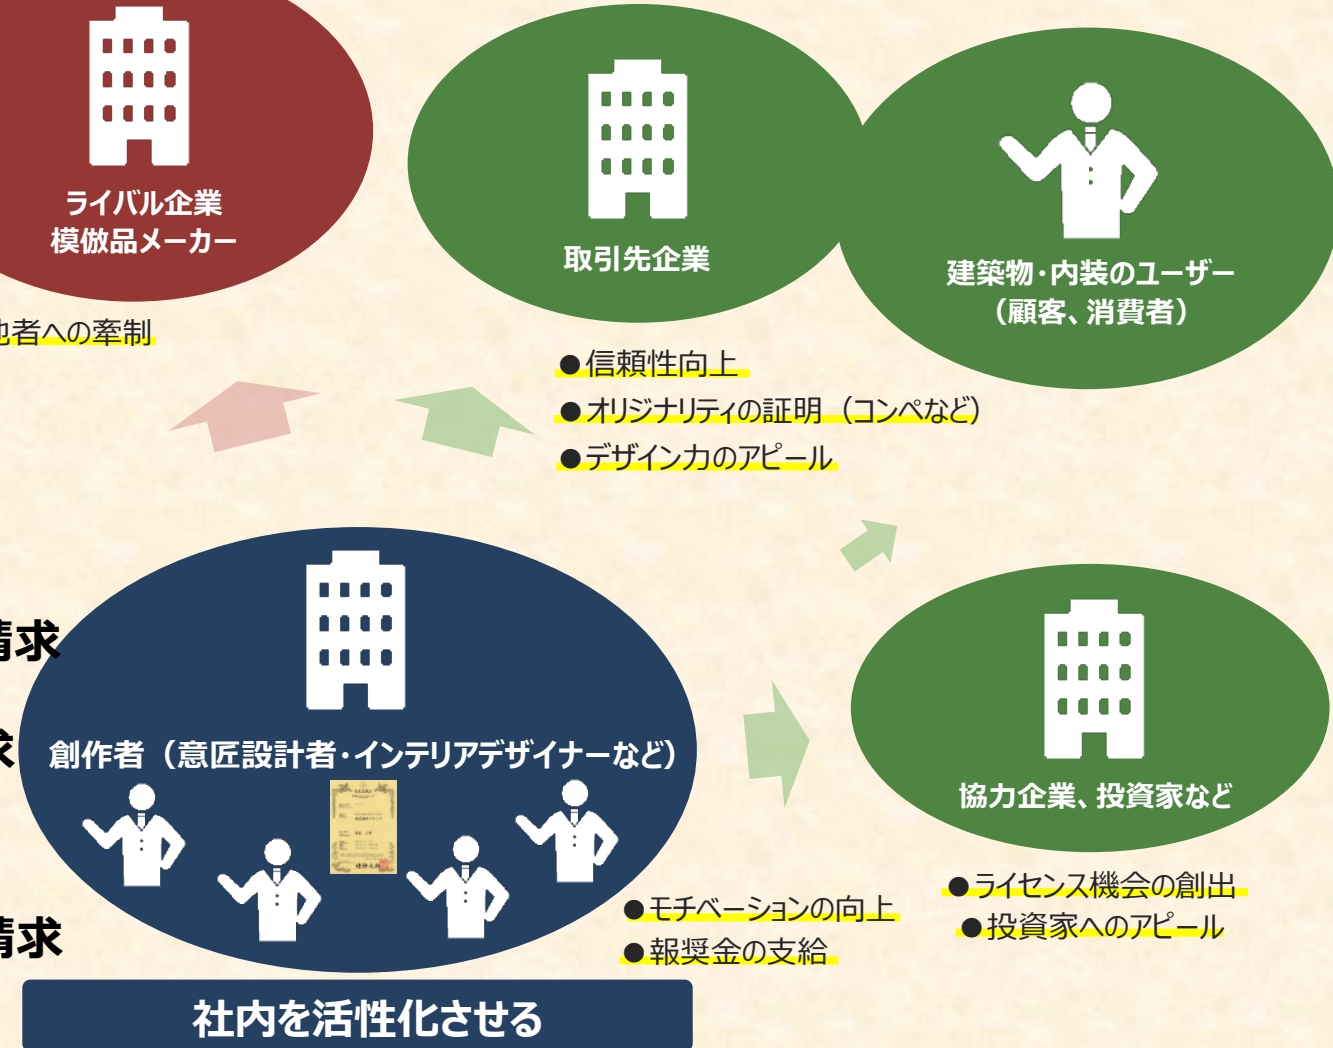 ライバル企業
模倣品メーカー
他者への牽制
取引先企業
建築物・内装のユーザー
（顧客、消費者）
●信頼性向上
●オリジナリティの証明（コンペなど）
●デザイン力のアピール
請求
求
請求
創作者（意匠設計者・インテリアデザイナーなど）
●モチベーションの向上
●報奨金の支給
社内を活性化させる
協力企業、投資家など
●ライセンス機会の創出
●投資家へのアピール